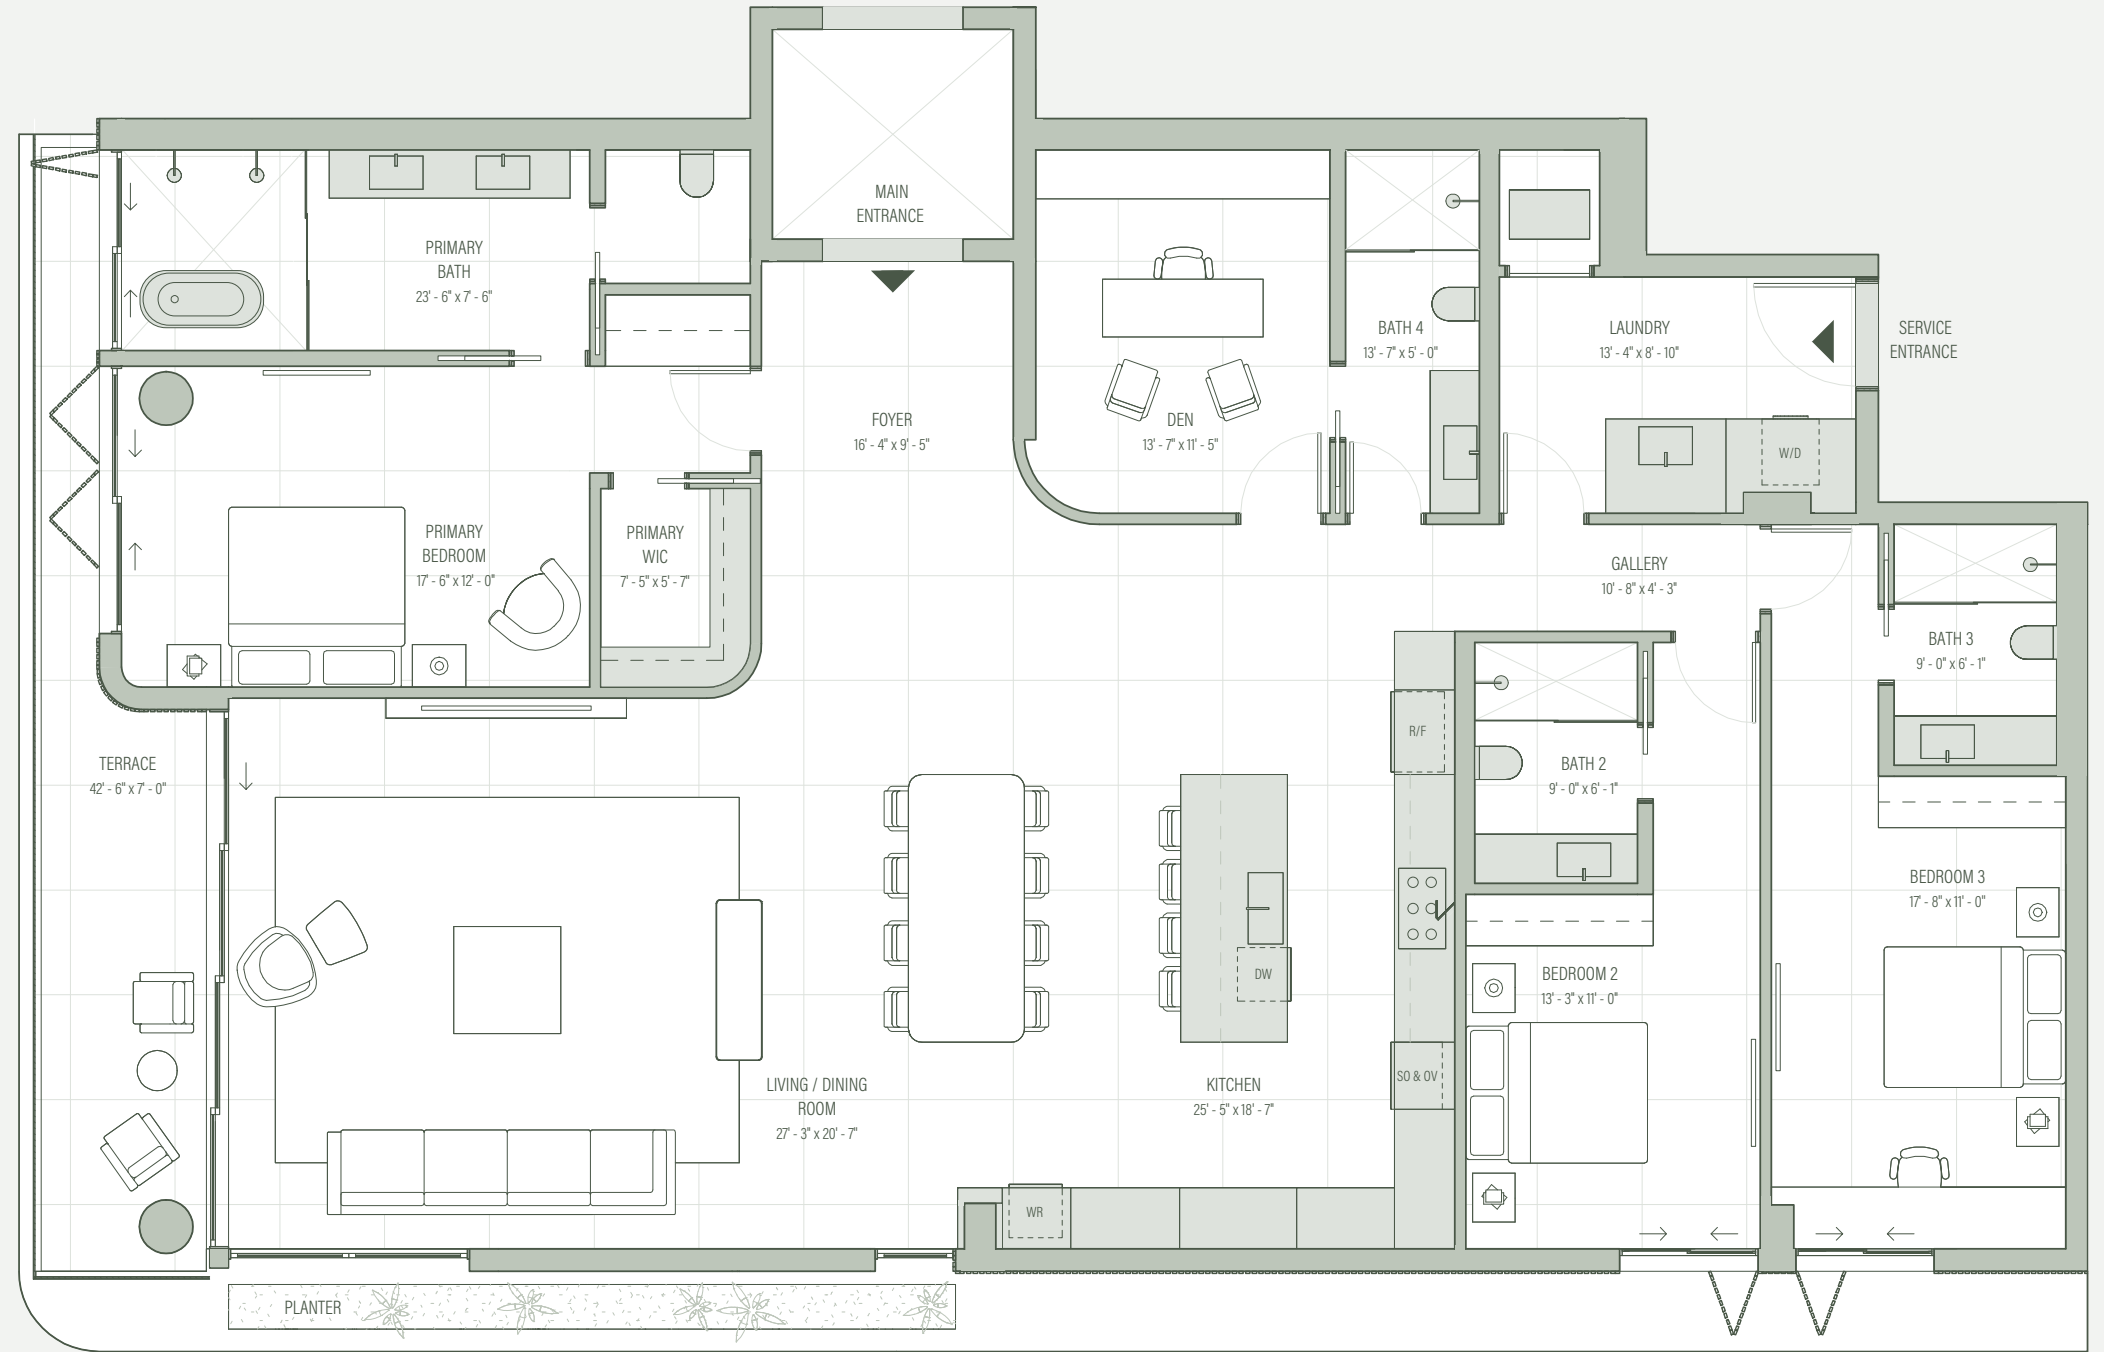 MAIN
ENTRANCE
PRIMARY
BATH
23' - 6" x 7' - 6"
BATH 4
13' - 7" x 5' - 0"
LAUNDRY
13' - 4" x 8' - 10"
SERVICE
ENTRANCE
FOYER
16' - 4" x 9' - 5"
DEN
13' - 7" x 11' - 5"
W/D
PRIMARY
BEDROOM
17' - 6" x 12' - 0"
PRIMARY
WIC
7' - 5" x 5' - 7"
GALLERY
10' - 8" x 4' - 3"
BATH 3
9' - 0" x 6' - 1"
R/F
TERRACE
42' - 6" x 7' - 0"
BATH 2
9' - 0" x 6' - 1"
BEDROOM 3
17' - 8" x 11' - 0"
DW
BEDROOM 2
13' - 3" x 11' - 0"
SO & OV
LIVING / DINING
ROOM
27' - 3" x 20' - 7"
KITCHEN
25' - 5" x 18' - 7"
WR
PLANTER